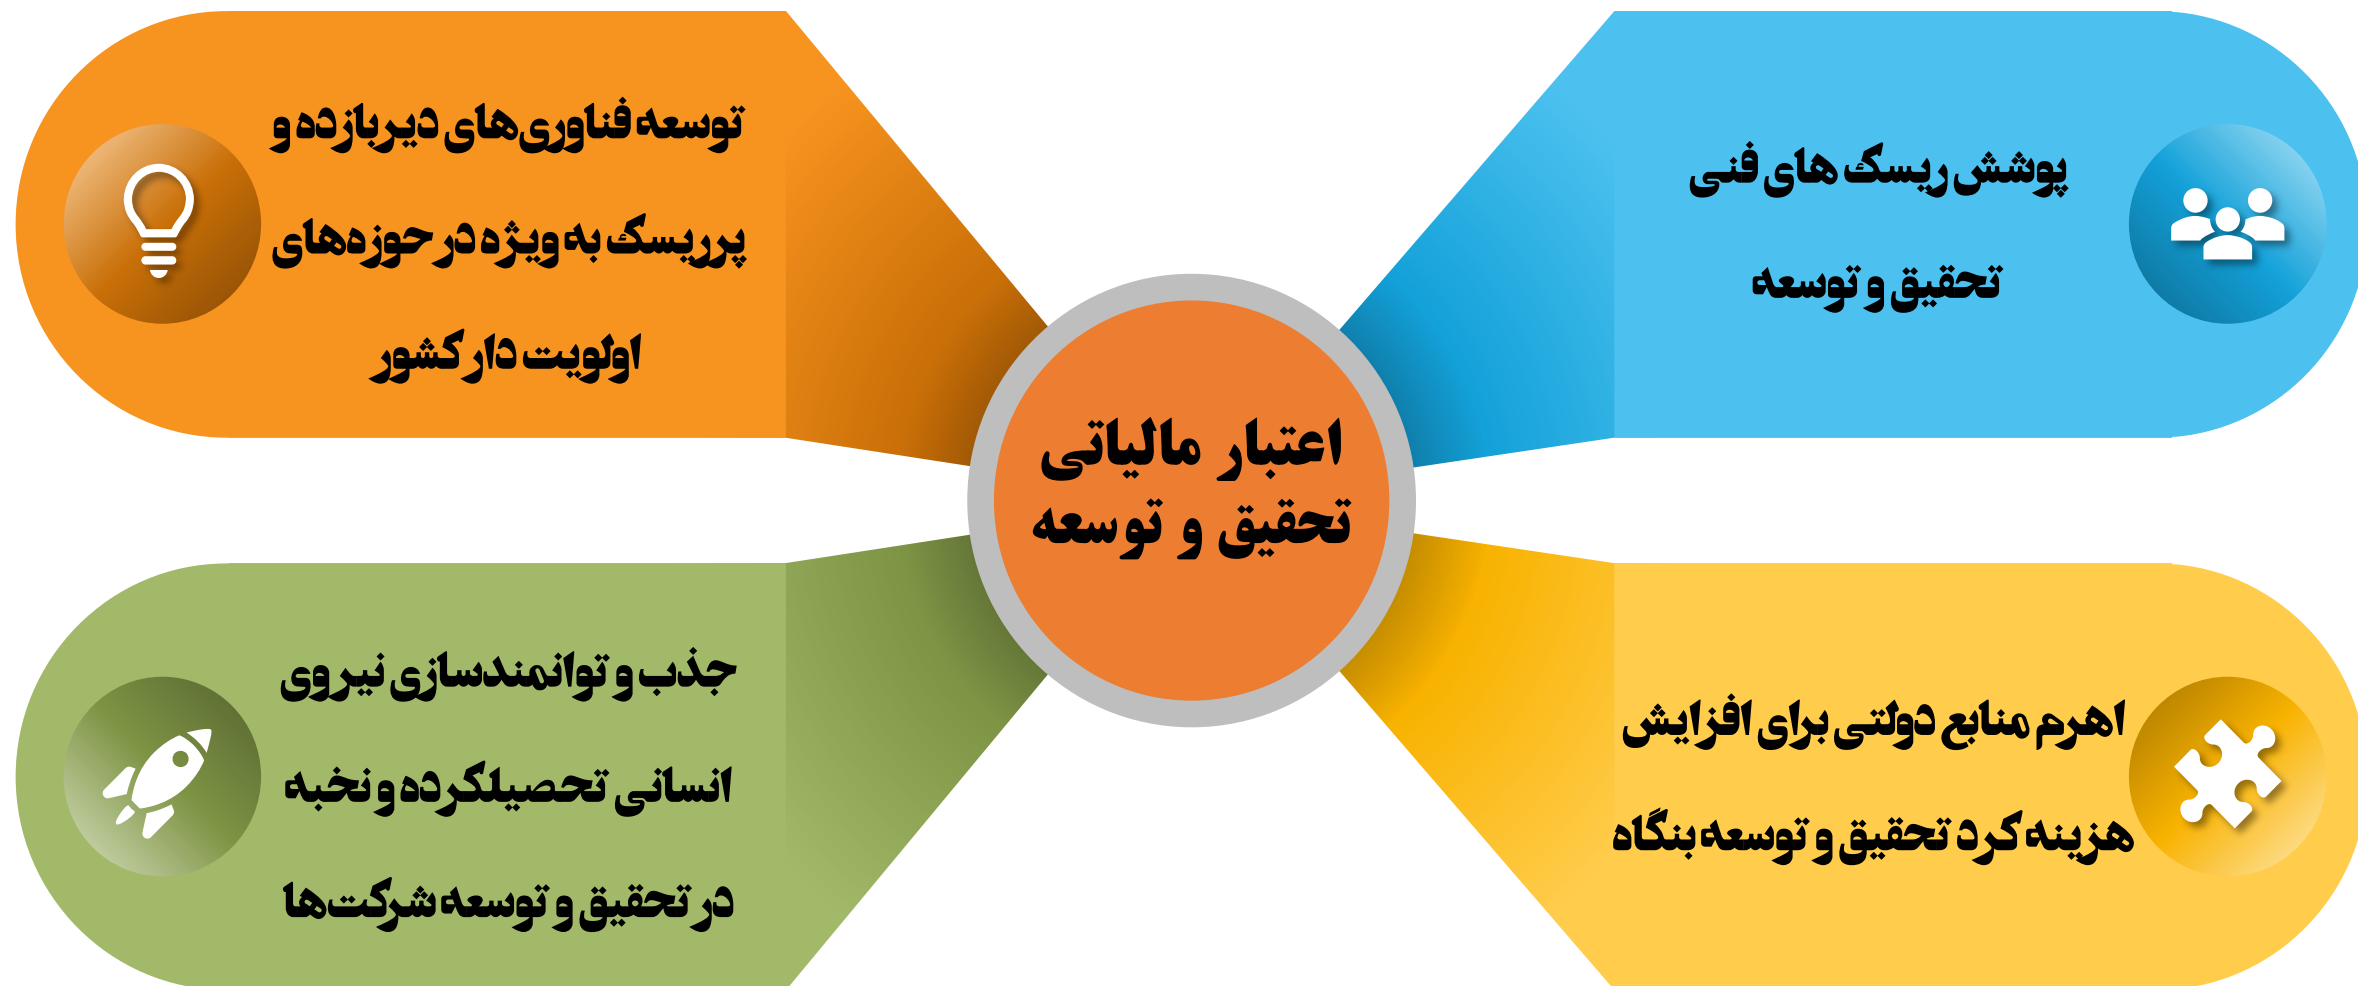 اعتبار مالیاتی
تحقیق و توسعه
پوشش ریسک های فنی
تحقیق و توسعه
توسعه فناوری‌های دیربازده و
پرریسک به ویژه در حوزه‌های
اولویت دار کشور
اهرم منابع دولتی برای افزایش
هزینه کرد تحقیق و توسعه بنگاه
جذب و توانمندسازی نیروی
انسانی تحصیلکرده و نخبه
در تحقیق و توسعه شرکت‌ها